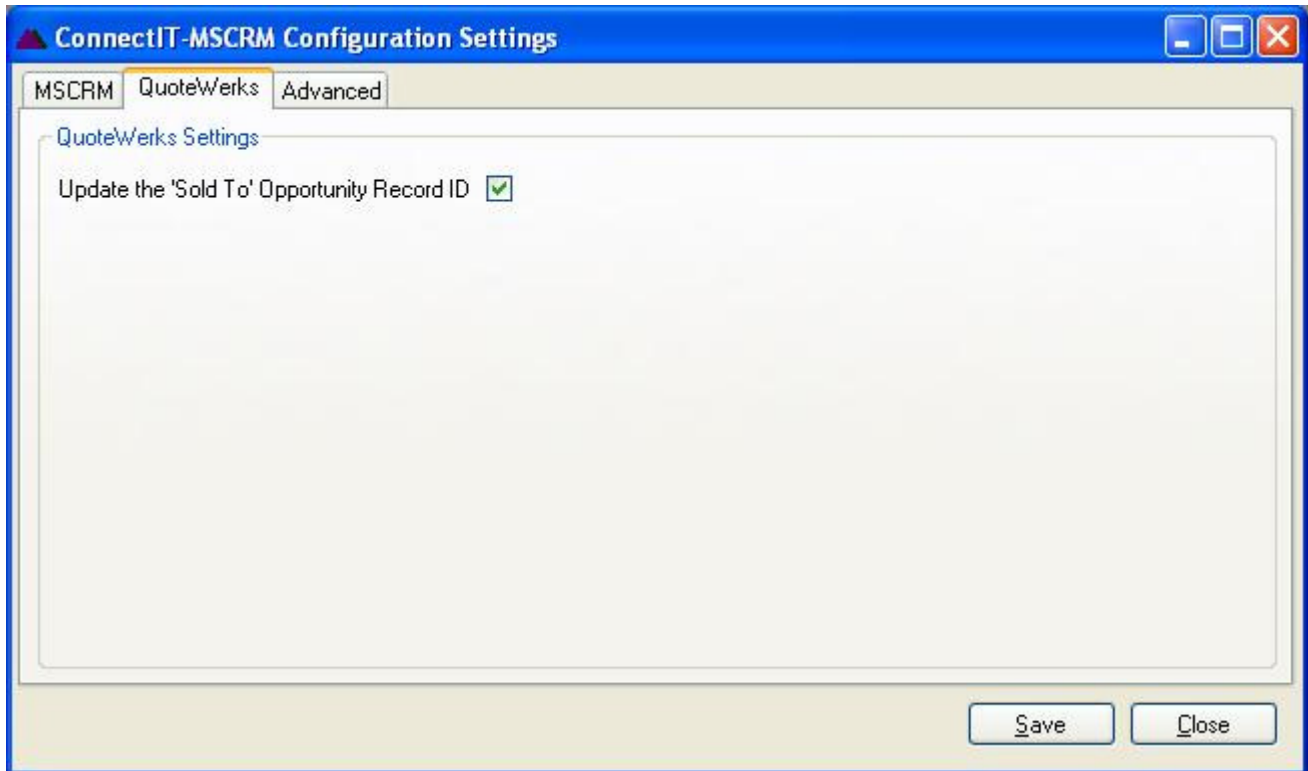 ConnectIT-MSCRM Configuration Settings
MSCRM QuoteWerks Advanced
QuoteWerks Settings
Update the 'Sold To' Opportunity Record ID
Save Close